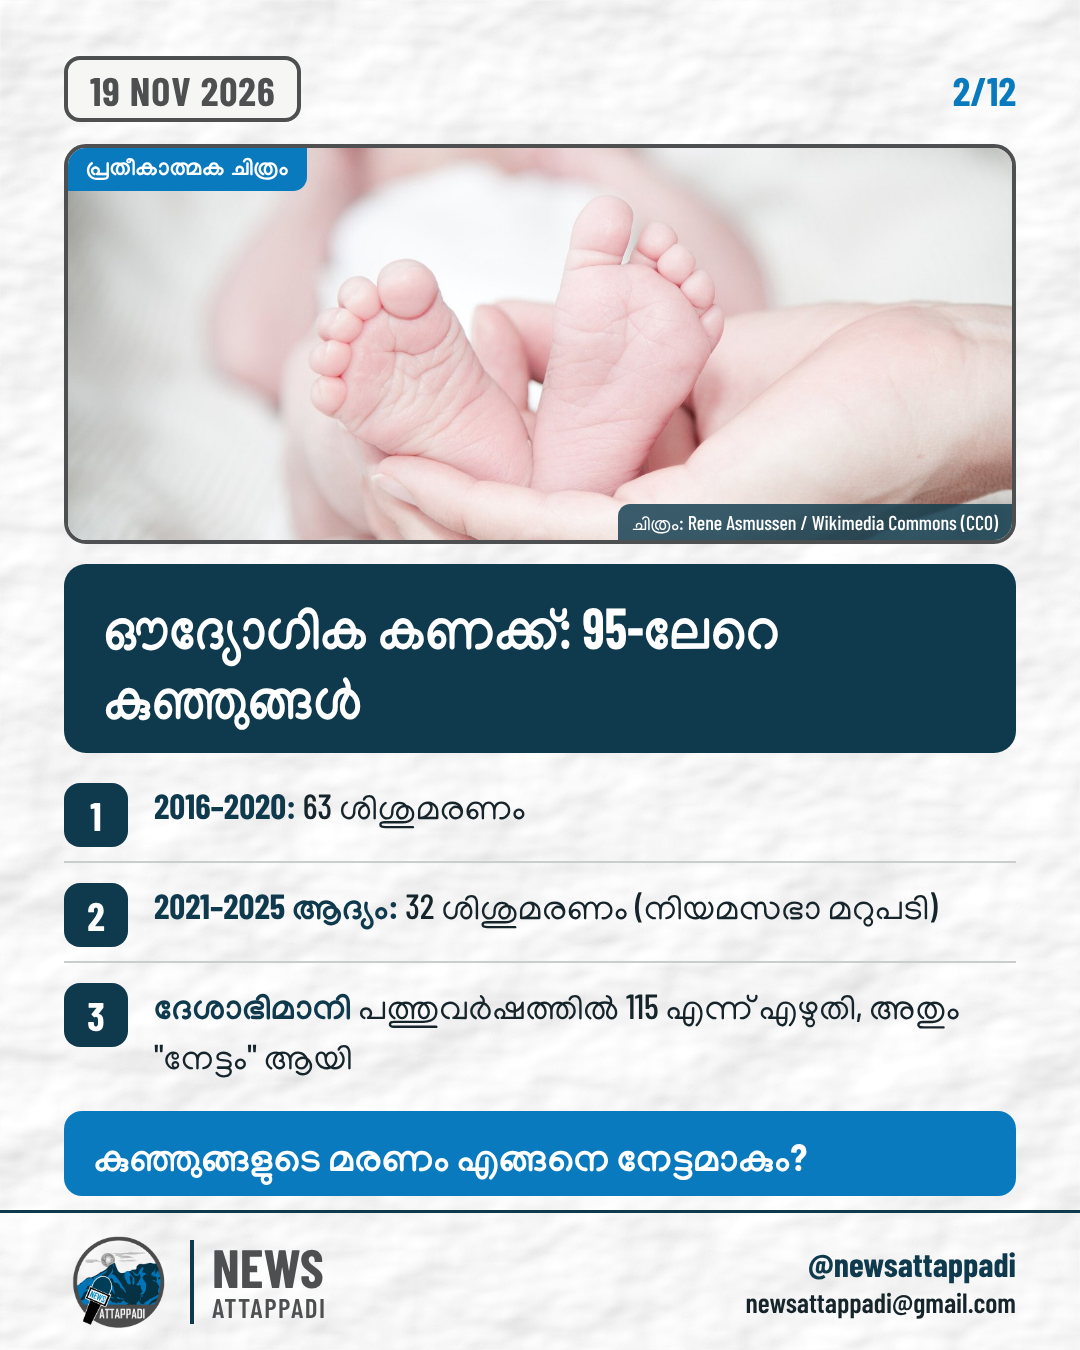 19 NOV 2026
2/12
പ്രതീകാത്മക ചിത്രം
ചിത്രം: Rene Asmussen / Wikimedia Commons (CC0)
ഔദ്യോഗിക കണക്ക്: 95-ലേറെ
കുഞ്ഞുങ്ങൾ
1
2016–2020: 63 ശിശുമരണം
2
2021–2025 ആദ്യം: 32 ശിശുമരണം (നിയമസഭാ മറുപടി)
3
ദേശാഭിമാനി പത്തുവർഷത്തിൽ 115 എന്ന് എഴുതി, അതും
"നേട്ടം" ആയി
കുഞ്ഞുങ്ങളുടെ മരണം എങ്ങനെ നേട്ടമാകും?
NEWS
ATTAPPADI
NEWS
ATTAPPADI
@newsattappadi
newsattappadi@gmail.com